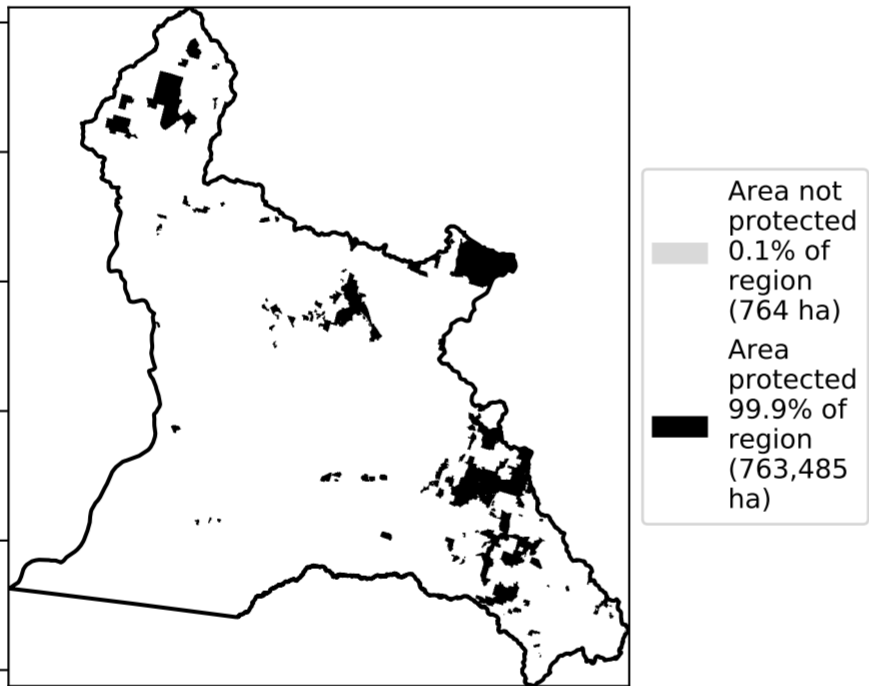 Area not
protected
0.1% of
region
(764 ha)
Area
protected
99.9% of
region
(763,485
ha)